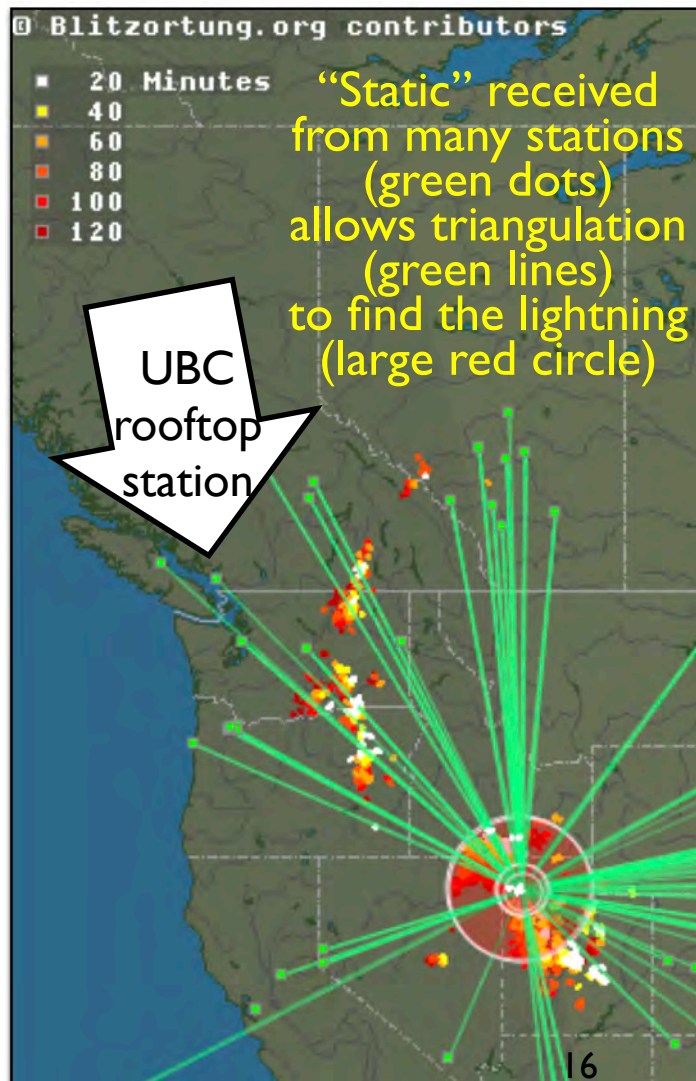 © Blitzortung.org contributors
20 Minutes
40
60
80
100
120
“Static” received
from many stations
(green dots)
allows triangulation
(green lines)
to find the lightning
(large red circle)
UBC
rooftop
station
16